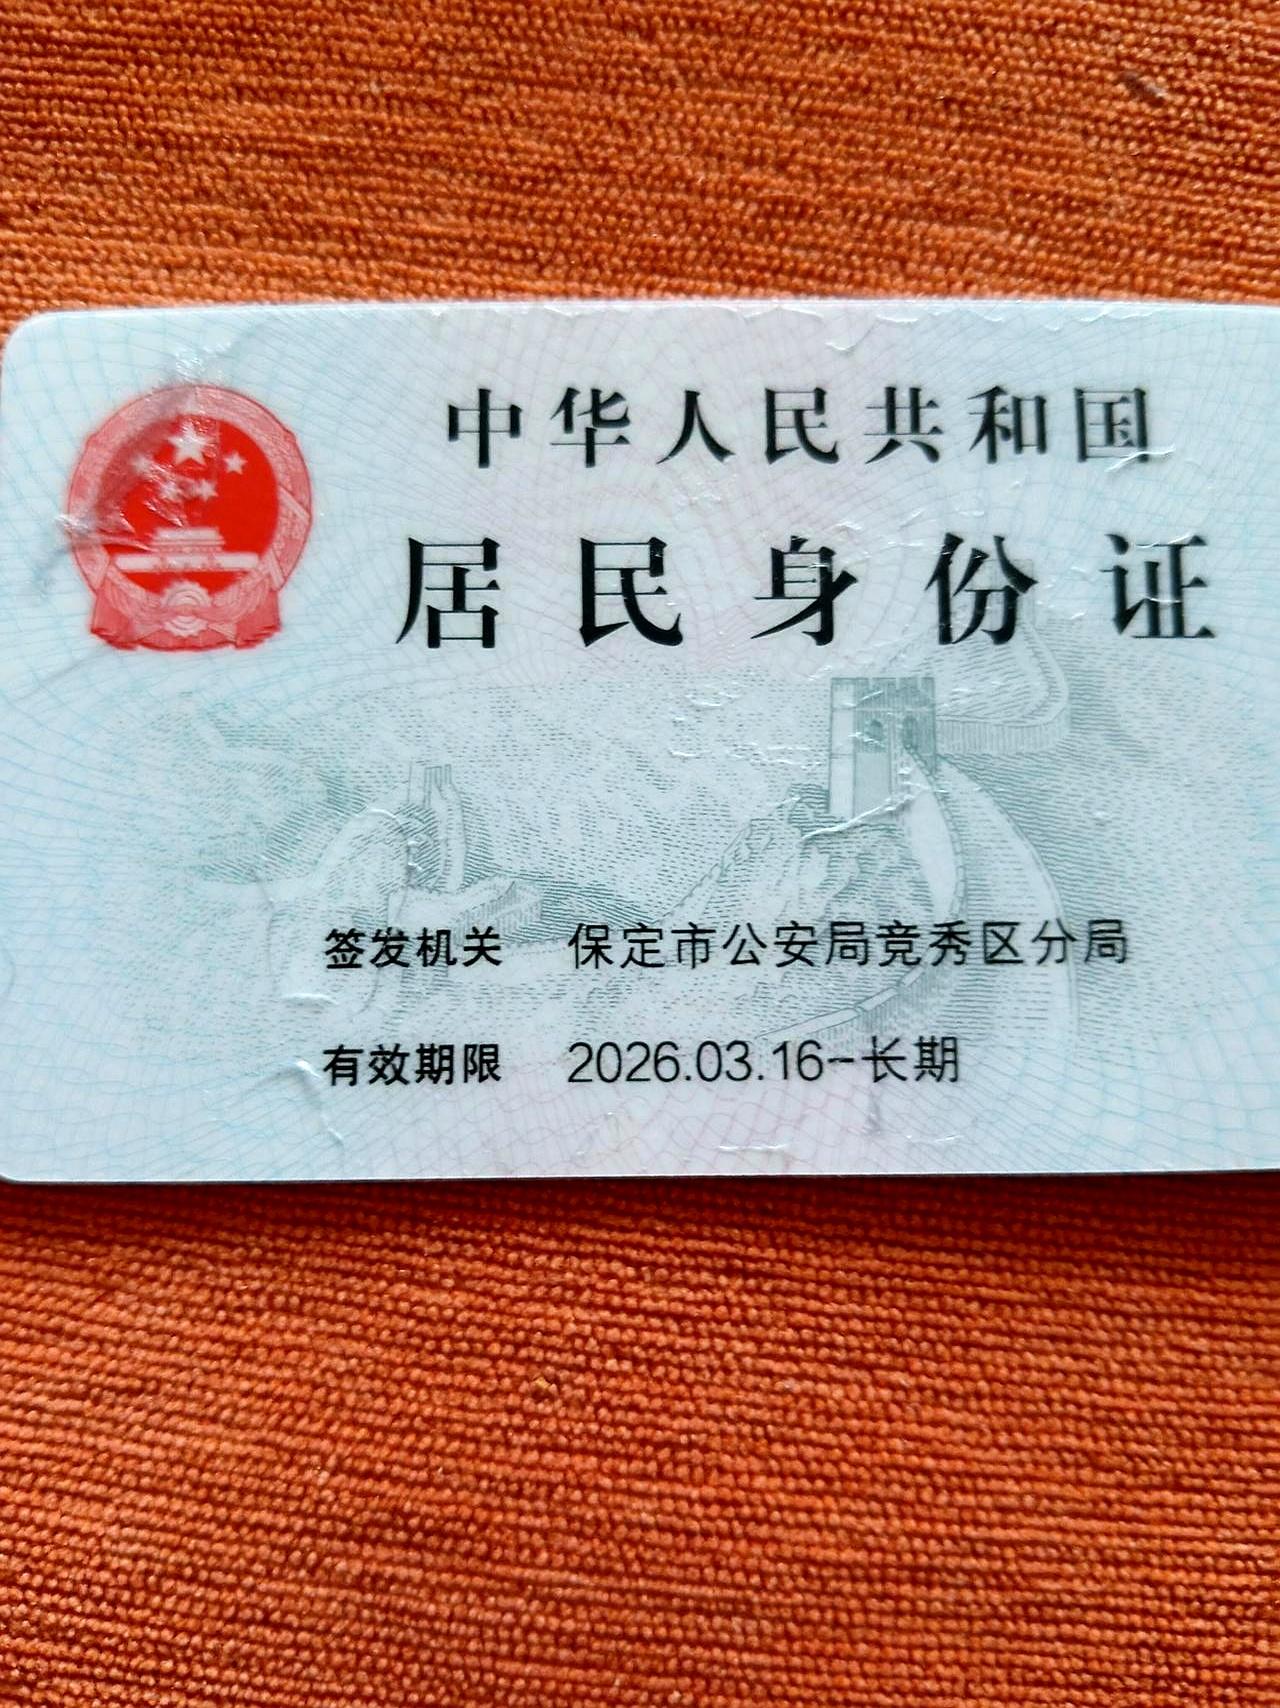 中华人民共和国
居民身份证
签发机关 保定市公安局竞秀区分局
有效期限 2026.03.16-长期